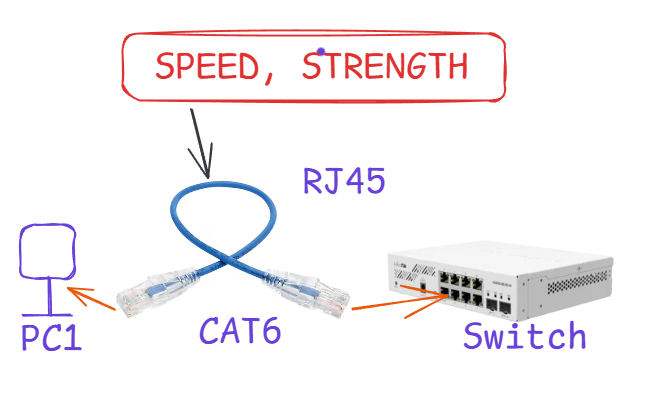 SPEED, STRENGTH
RJ45
CAT6
PC1
Switch